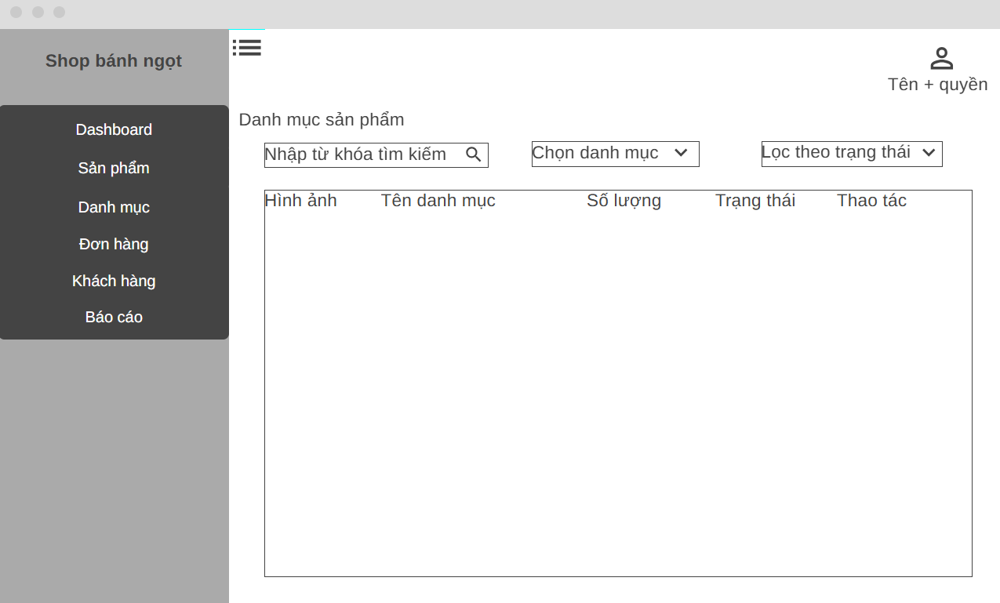 Shop bánh ngọt
Dashboard
Sản phẩm
Danh mục
Đơn hàng
Khách hàng
Báo cáo
Tên + quyền
Danh mục sản phẩm
Nhập từ khóa tìm kiếm Chọn danh mục Lọc theo trạng thái
Hình ảnh Tên danh mục Số lượng Trạng thái Thao tác